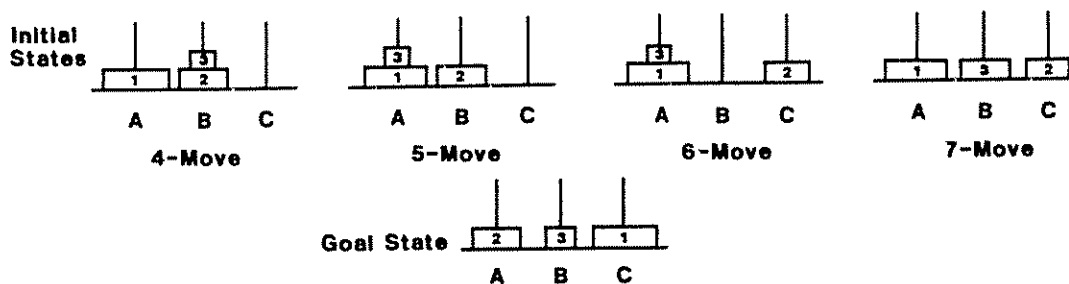 Initial States
3 3 3
1 2 1 2 1 2 1 3 2
A B C A B C A B C A B C
4-Move 5-Move 6-Move 7-Move
Goal State 2 3 1
A B C